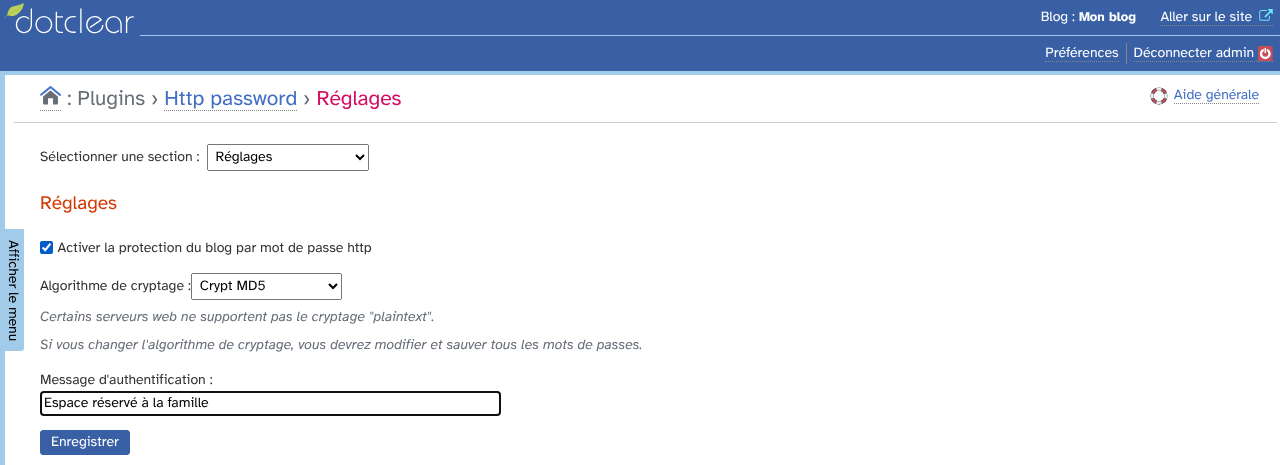 dotclear
Blog : Mon blog Aller sur le site
Préférences Déconnecter admin
: Plugins › Http password › Réglages
Aide générale
Sélectionner une section : Réglages
Réglages
Afficher le menu
Activer la protection du blog par mot de passe http
Algorithme de cryptage : Crypt MD5
Certains serveurs web ne supportent pas le cryptage "plaintext".
Si vous changer l'algorithme de cryptage, vous devrez modifier et sauver tous les mots de passes.
Message d'authentification :
Espace réservé à la famille
Enregistrer